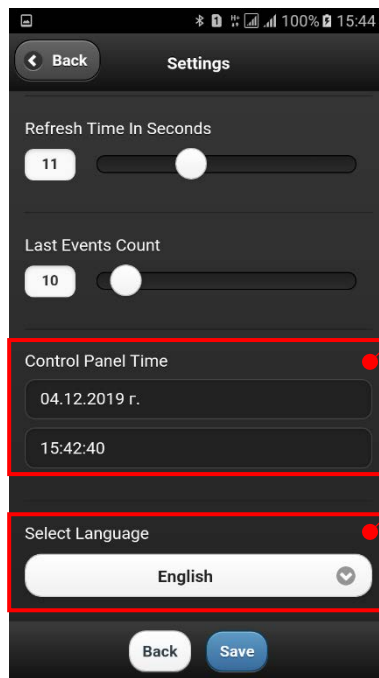 100% 15:44
Back
Settings
Refresh Time In Seconds
11
Last Events Count
10
Control Panel Time
04.12.2019 г.
15:42:40
Select Language
English
Back Save